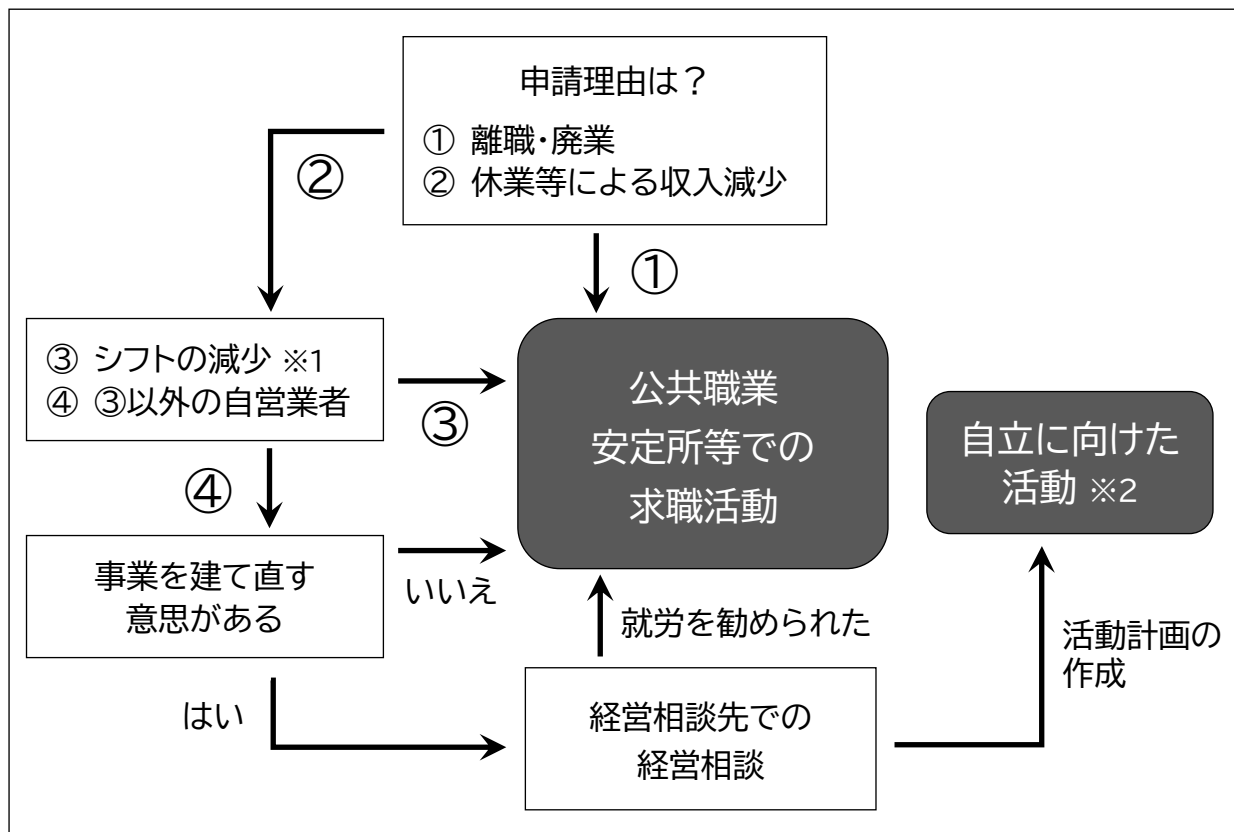 申請理由は？
① 離職・廃業
② 休業等による収入減少
②
①
③ シフトの減少 ※1
④ ③以外の自営業者
③
公共職業
安定所等での
求職活動
自立に向けた
活動 ※2
④
事業を建て直す
意思がある
いいえ
就労を勧められた
活動計画の
作成
はい
経営相談先での
経営相談